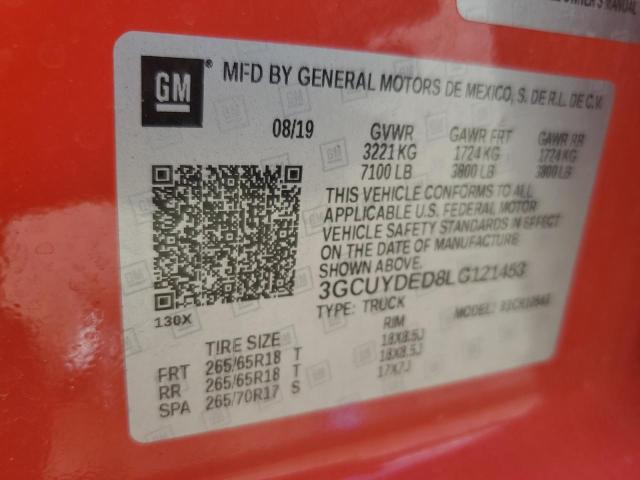 OWNER'S MANUAL
GM ® MFD BY GENERAL MOTORS DE MEXICO, S. DE R.L. DE C.V.
08/19 GVWR GAWR FRT GAWR RR
3221 KG 1724 KG 1724 KG
7100 LB 3800 LB 3800 LB
THIS VEHICLE CONFORMS TO ALL
APPLICABLE U.S. FEDERAL MOTOR
VEHICLE SAFETY STANDARDS IN EFFECT
ON THE DATE OF MANUFACTURE
SHOWN ABOVE.
3GCUYDED8LG121453
TYPE: TRUCK MODEL:
130X
TIRE SIZE RIM
FRT 265/65R18 T 18X8.5J
RR 265/65R18 T 18X8.5J
SPA 265/70R17 S 17X7J